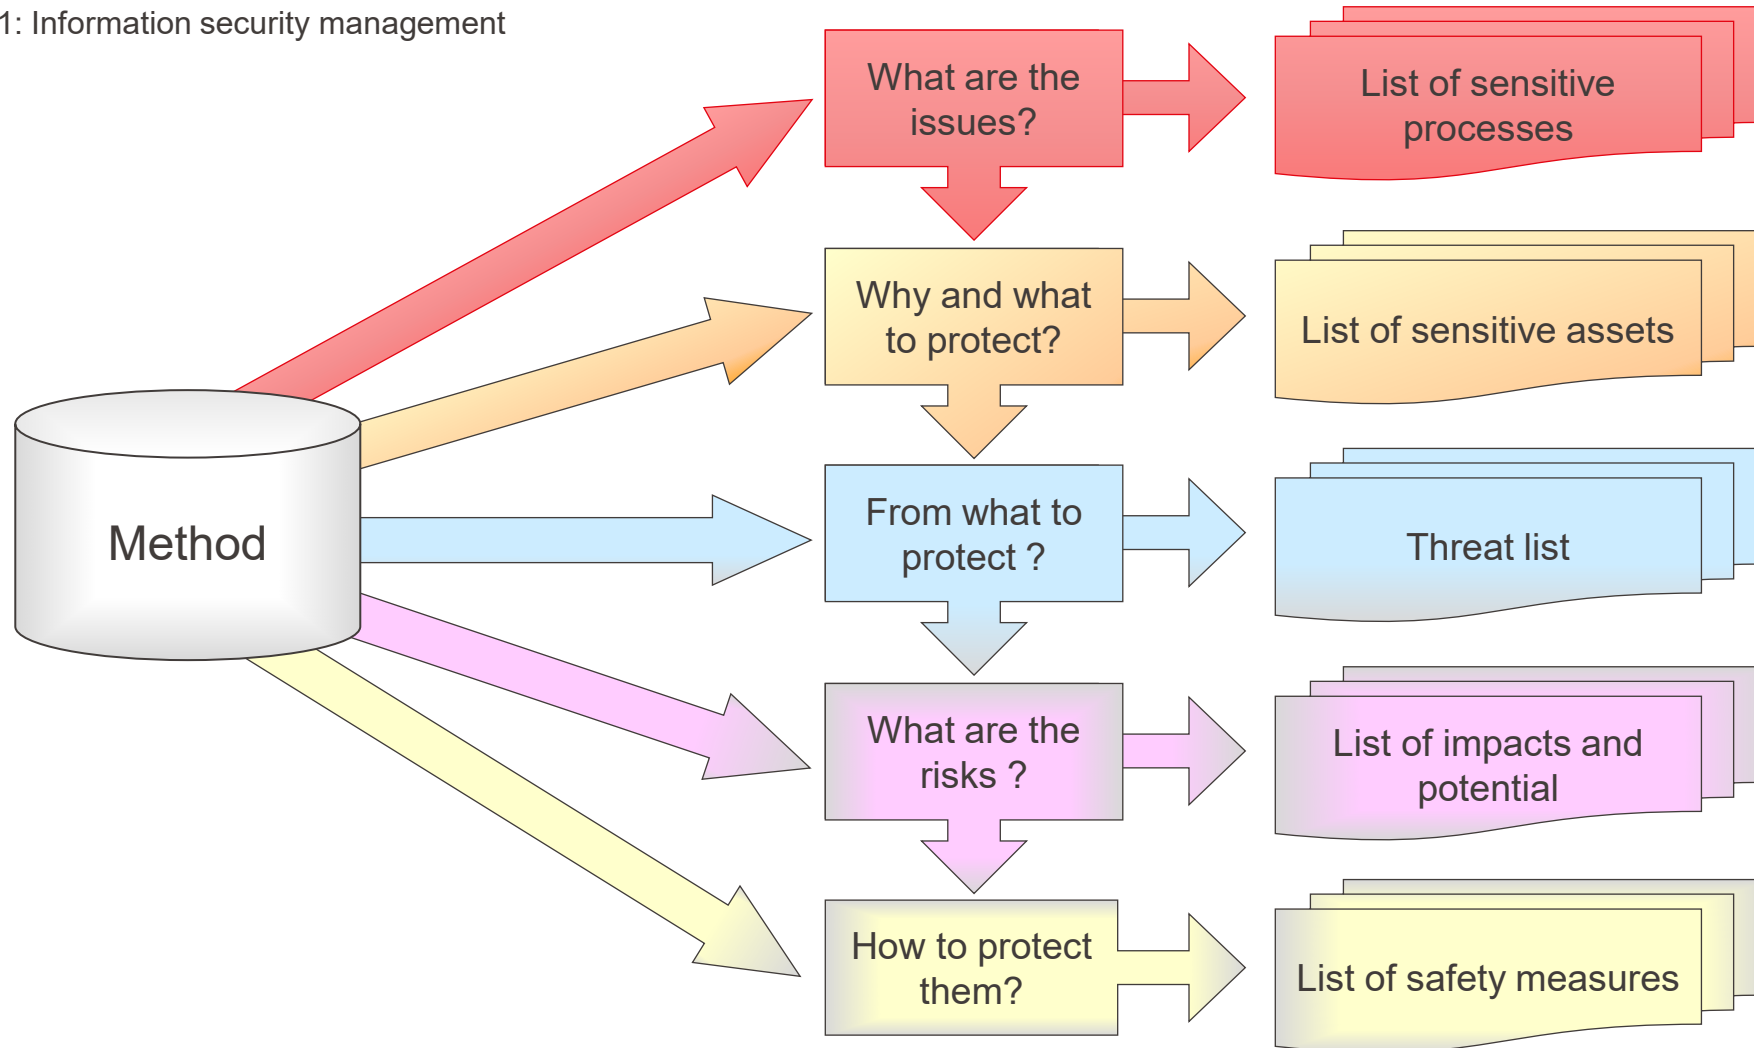 1: Information security management
What are the
issues?
List of sensitive
processes
Why and what
to protect?
List of sensitive assets
Method
From what to
protect ?
Threat list
What are the
risks ?
List of impacts and
potential
How to protect
them?
List of safety measures